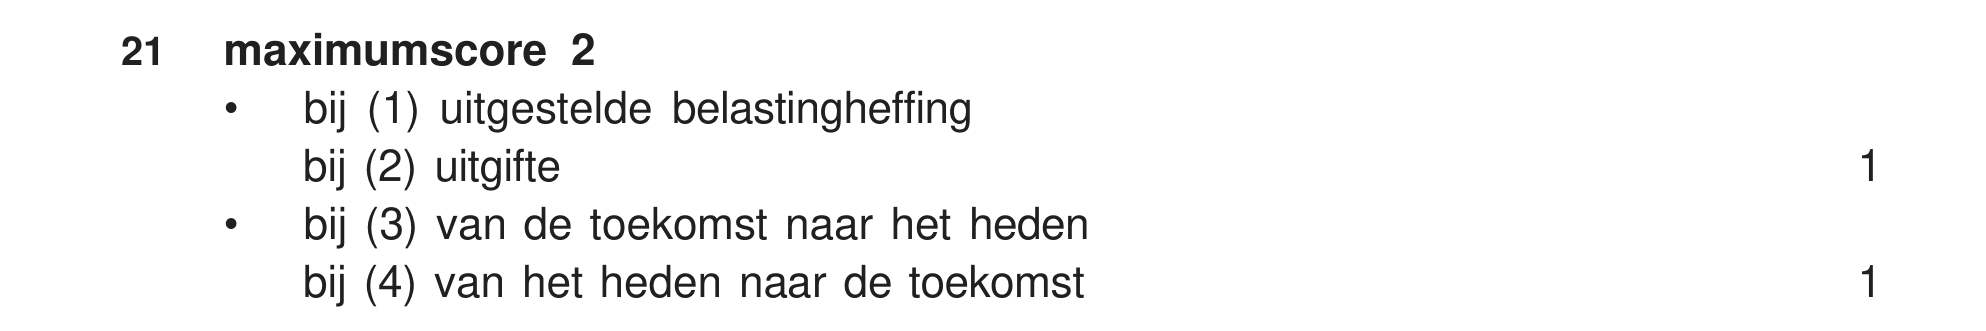 21 maximumscore 2
• bij (1) uitgestelde belastingheffing
bij (2) uitgifte 1
• bij (3) van de toekomst naar het heden
bij (4) van het heden naar de toekomst 1